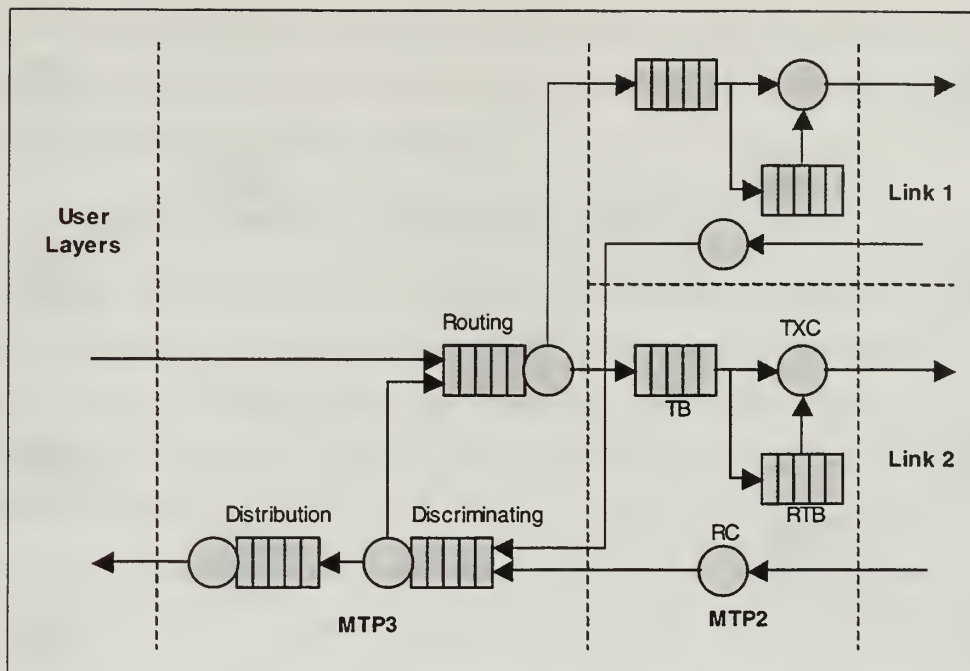 User
Layers
Link 1
Routing
TXC
TB
Link 2
RTB
Distribution
Discriminating
RC
MTP3
MTP2